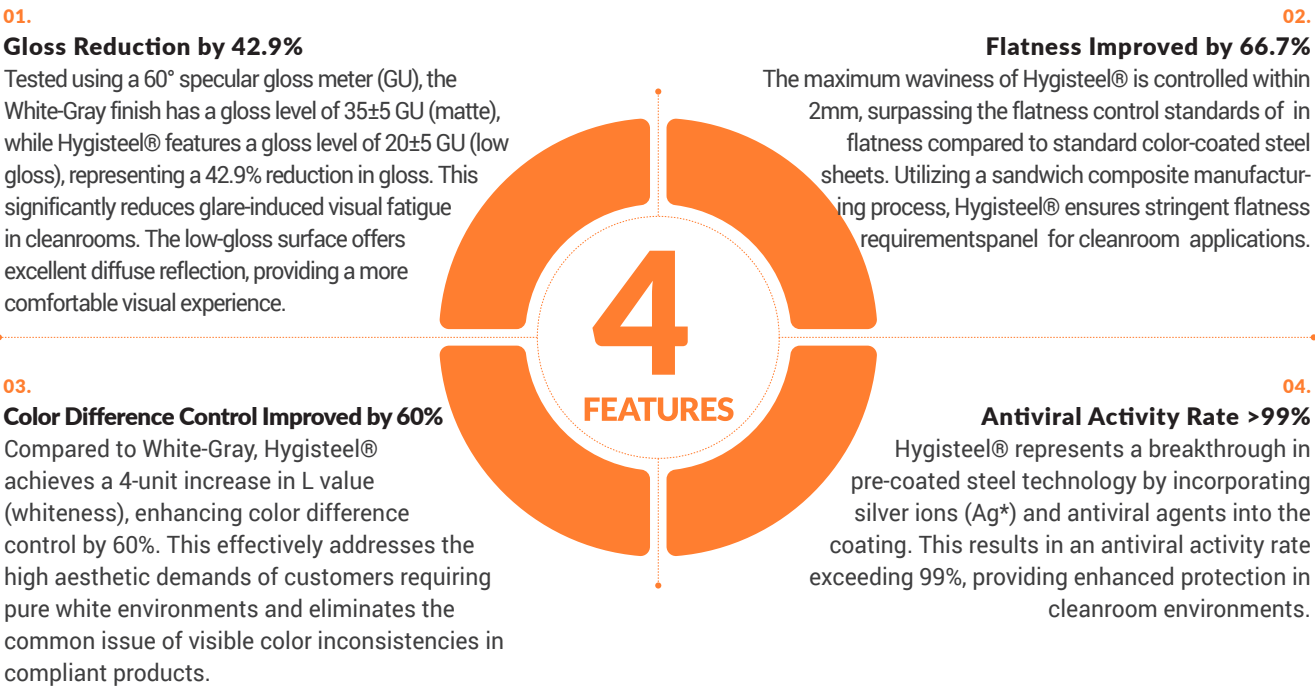 01.
Gloss Reduction by 42.9%
Tested using a 60° specular gloss meter (GU), the
White-Gray finish has a gloss level of 35±5 GU (matte),
while Hygisteel® features a gloss level of 20±5 GU (low
gloss), representing a 42.9% reduction in gloss. This
significantly reduces glare-induced visual fatigue
in cleanrooms. The low-gloss surface offers
excellent diffuse reflection, providing a more
comfortable visual experience.
02.
Flatness Improved by 66.7%
The maximum waviness of Hygisteel® is controlled within
2mm, surpassing the flatness control standards of in
flatness compared to standard color-coated steel
sheets. Utilizing a sandwich composite manufactur-
ing process, Hygisteel® ensures stringent flatness
requirementspanel for cleanroom applications.
4
FEATURES
03.
Color Difference Control Improved by 60%
Compared to White-Gray, Hygisteel®
achieves a 4-unit increase in L value
(whiteness), enhancing color difference
control by 60%. This effectively addresses the
high aesthetic demands of customers requiring
pure white environments and eliminates the
common issue of visible color inconsistencies in
compliant products.
04.
Antiviral Activity Rate >99%
Hygisteel® represents a breakthrough in
pre-coated steel technology by incorporating
silver ions (Ag*) and antiviral agents into the
coating. This results in an antiviral activity rate
exceeding 99%, providing enhanced protection in
cleanroom environments.